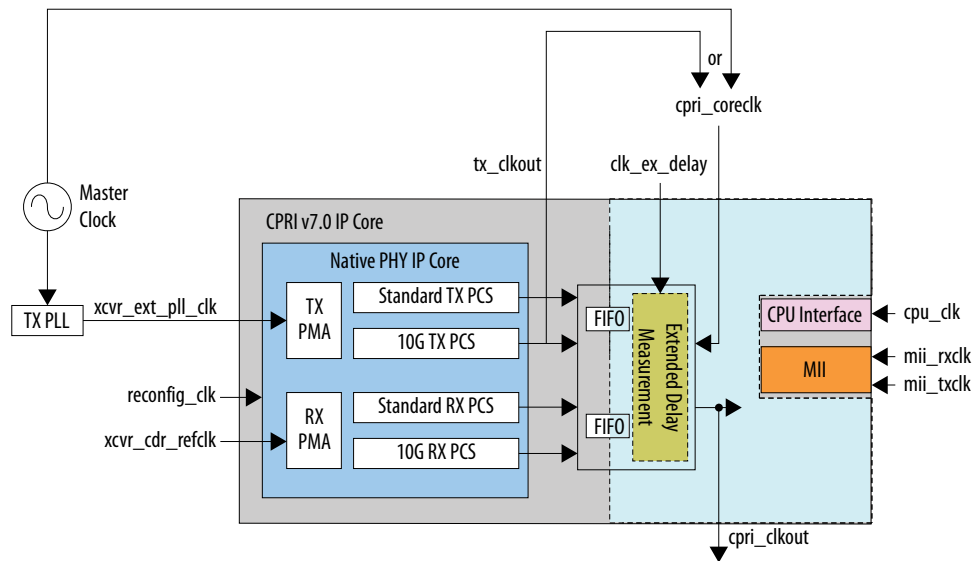 or
cpri_coreclk
tx_clkout
clk_ex_delay
Master
Clock
CPRI v7.0 IP Core
Native PHY IP Core
TX PLL
xcvr_ext_pll_clk
TX
PMA
Standard TX PCS
10G TX PCS
FIFO
Extended Delay
Measurement
CPU Interface
cpu_clk
MII
mii_rxclk
mii_txclk
reconfig_clk
xcvr_cdr_refclk
RX
PMA
Standard RX PCS
10G RX PCS
FIFO
cpri_clkout